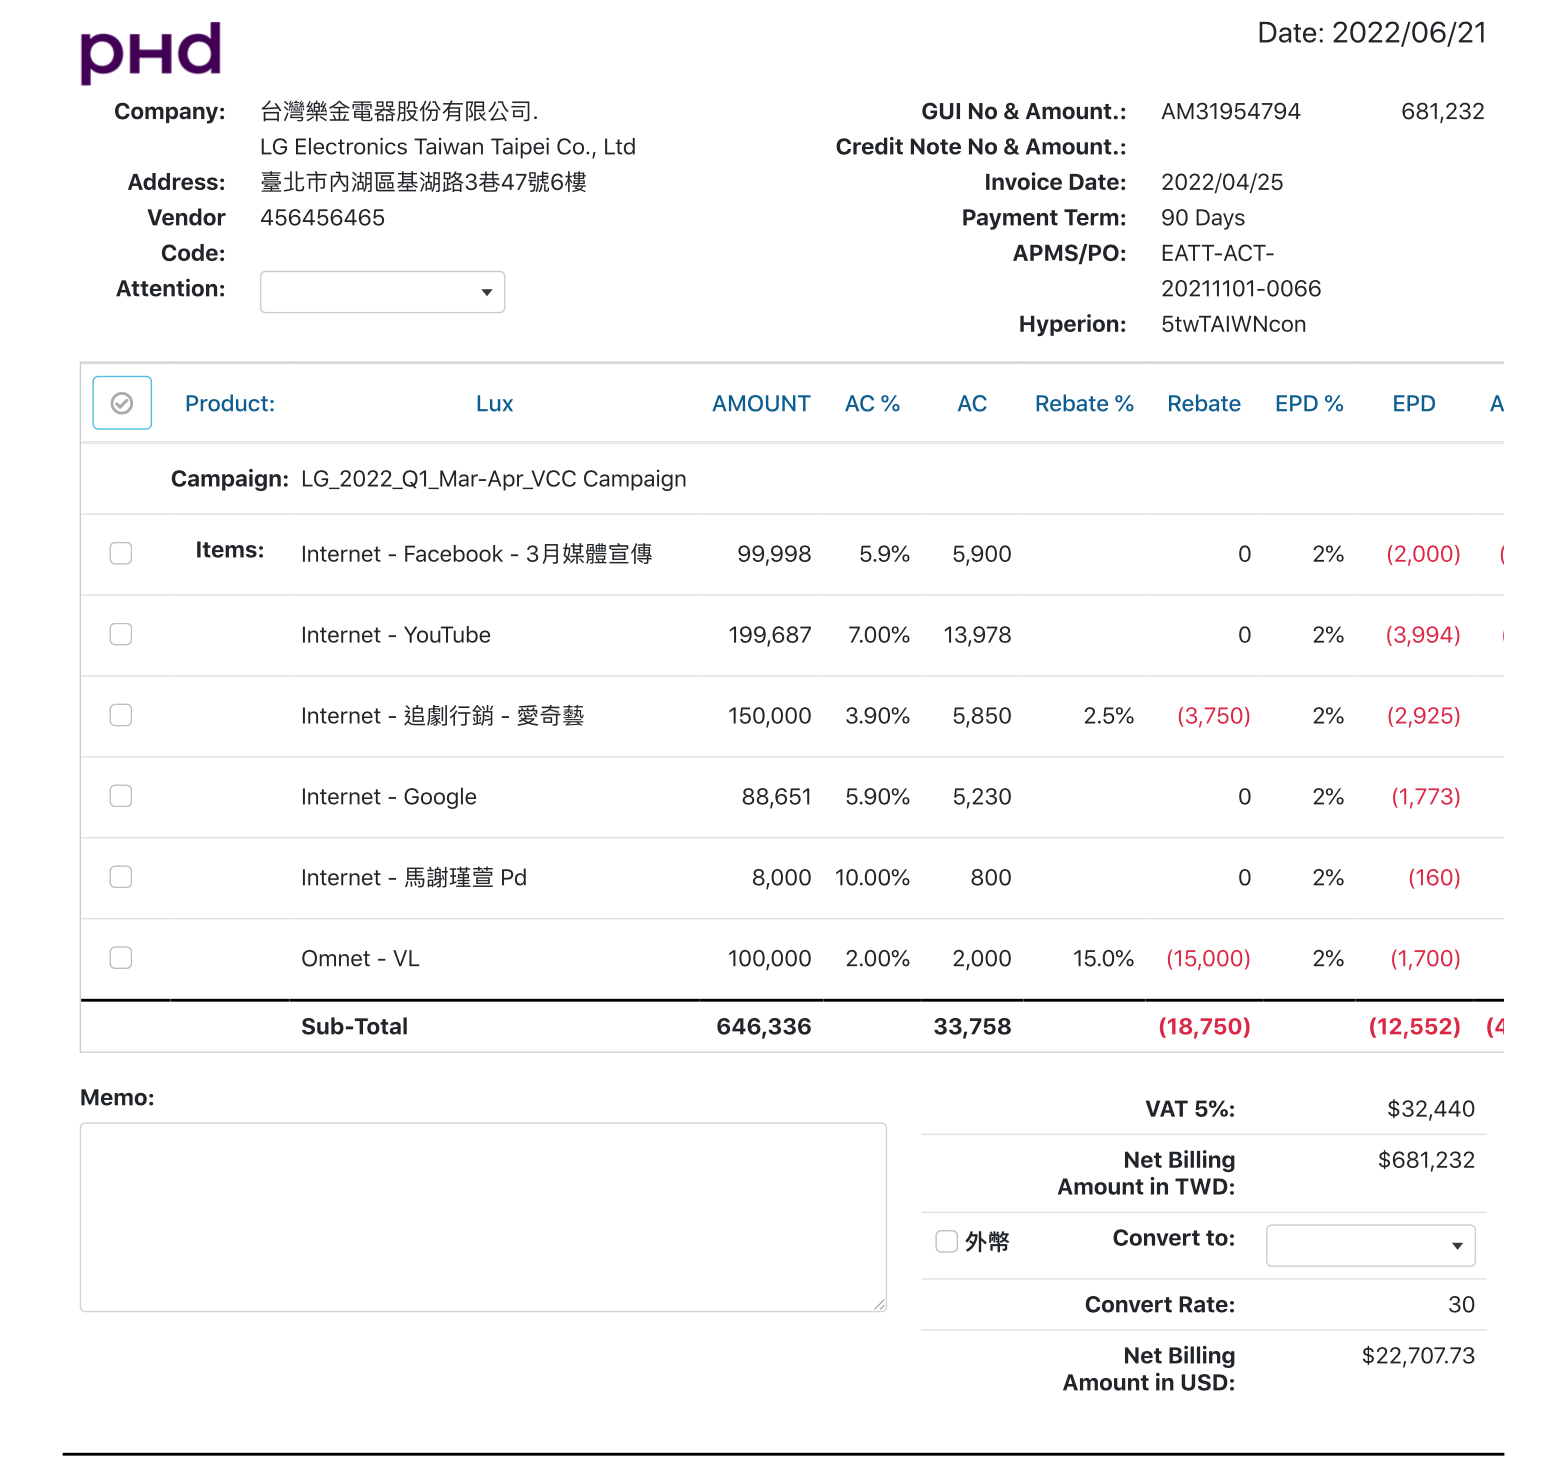 pHd
Date: 2022/06/21
Company: 台灣樂金電器股份有限公司.
LG Electronics Taiwan Taipei Co., Ltd
Address: 臺北市內湖區基湖路3巷47號6樓
Vendor Code: 456456465
Attention:
GUI No & Amount.: AM31954794 681,232
Credit Note No & Amount.:
Invoice Date: 2022/04/25
Payment Term: 90 Days
APMS/PO: EATT-ACT-
20211101-0066
Hyperion: 5twTAIWNcon
Product: Lux AMOUNT AC % AC Rebate % Rebate EPD % EPD A
Campaign: LG_2022_Q1_Mar-Apr_VCC Campaign
Items: Internet - Facebook - 3月媒體宣傳 99,998 5.9% 5,900 0 2% (2,000) (
Internet - YouTube 199,687 7.00% 13,978 0 2% (3,994) (
Internet - 追劇行銷 - 愛奇藝 150,000 3.90% 5,850 2.5% (3,750) 2% (2,925)
Internet - Google 88,651 5.90% 5,230 0 2% (1,773)
Internet - 馬謝瑾萱 Pd 8,000 10.00% 800 0 2% (160)
Omnet - VL 100,000 2.00% 2,000 15.0% (15,000) 2% (1,700)
Sub-Total 646,336 33,758 (18,750) (12,552) (4
Memo:
VAT 5%: $32,440
Net Billing
Amount in TWD: $681,232
外幣 Convert to:
Convert Rate: 30
Net Billing
Amount in USD: $22,707.73